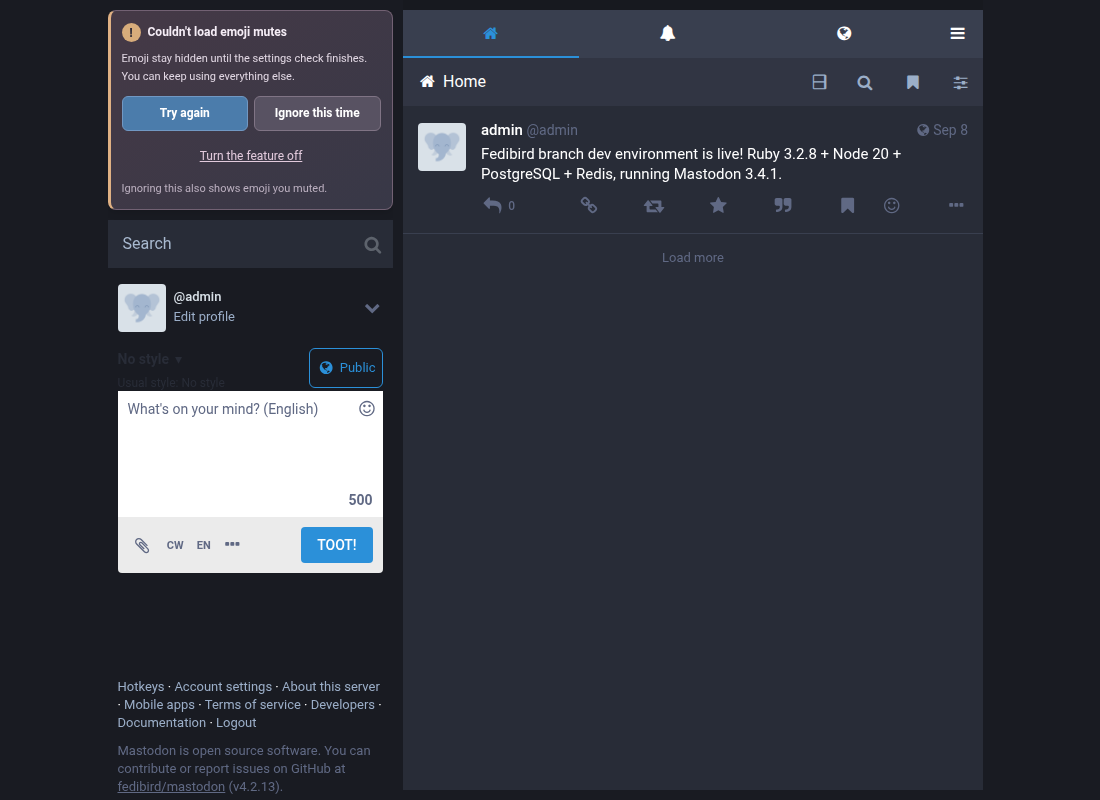 Couldn't load emoji mutes
Emoji stay hidden until the settings check finishes.
You can keep using everything else.
Try again
Ignore this time
Turn the feature off
Ignoring this also shows emoji you muted.
Search
@admin
Edit profile
No style ▾
Usual style: No style
Public
What's on your mind? (English)
500
CW
EN
TOOT!
Hotkeys · Account settings · About this server
· Mobile apps · Terms of service · Developers ·
Documentation · Logout
Mastodon is open source software. You can
contribute or report issues on GitHub at
fedibird/mastodon (v4.2.13).
Home
admin @admin
Sep 8
Fedibird branch dev environment is live! Ruby 3.2.8 + Node 20 +
PostgreSQL + Redis, running Mastodon 3.4.1.
0
Load more